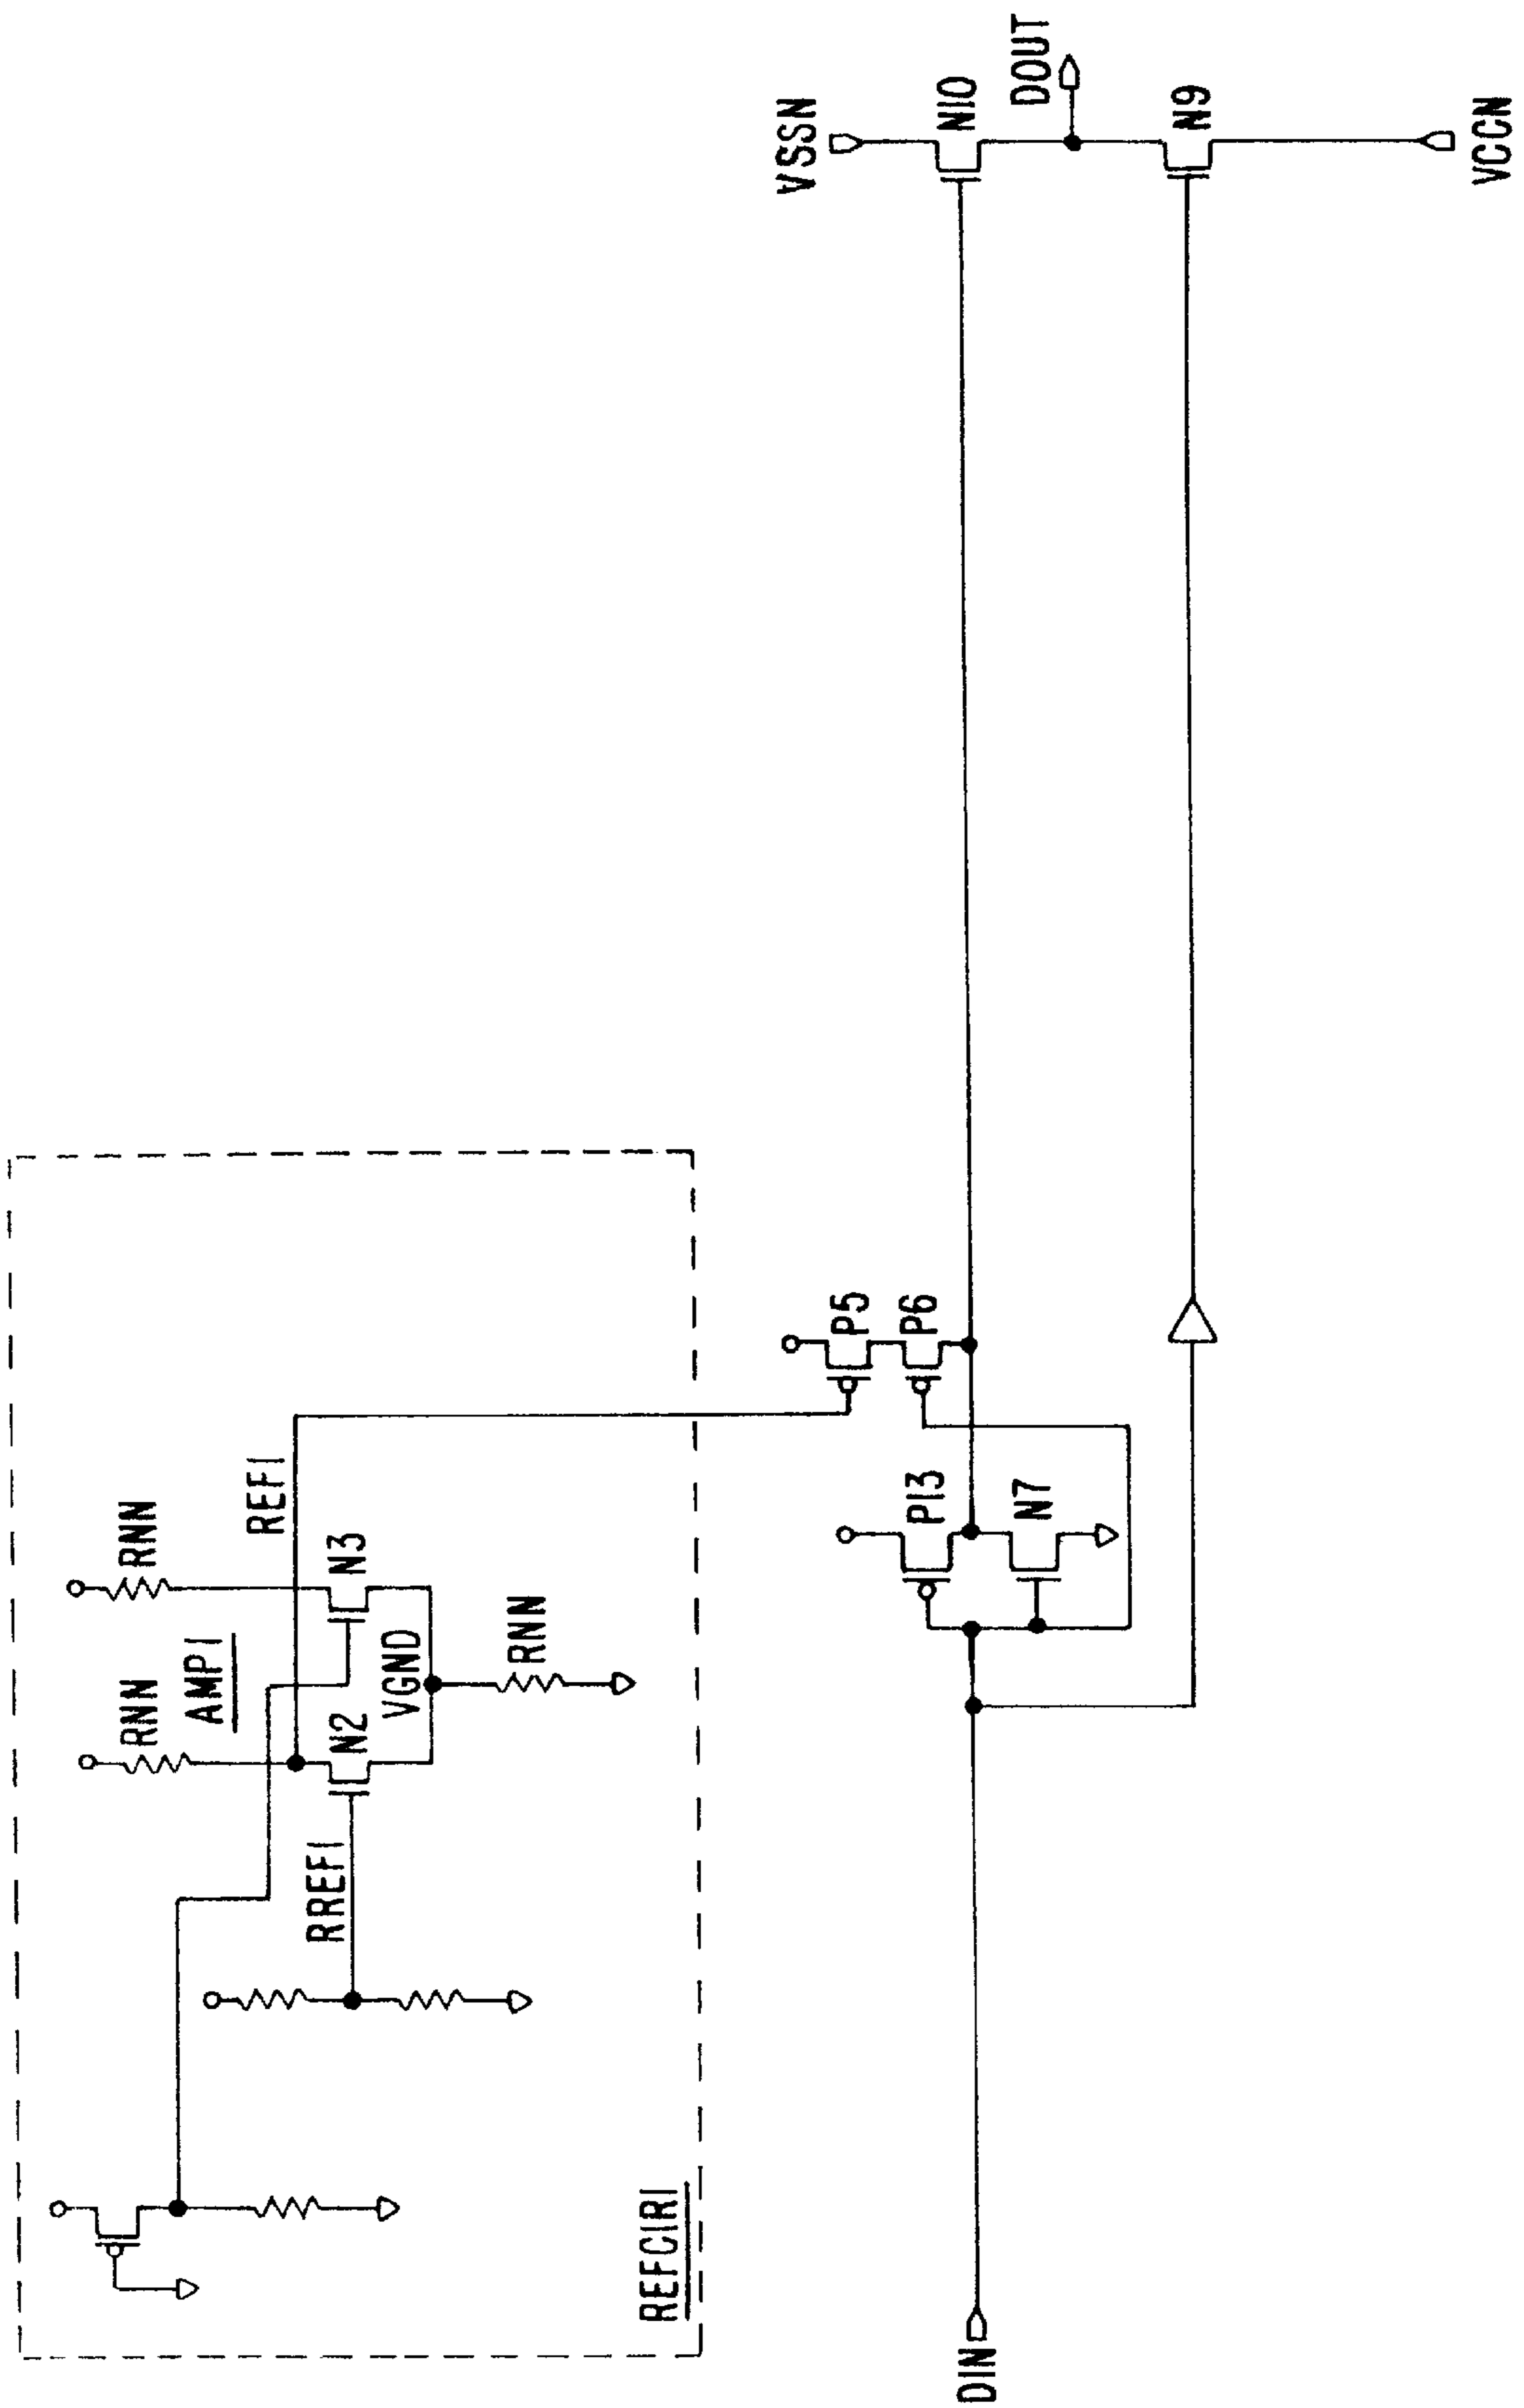 RNN
RNN
AMP1
REF1
RREF1
N2
N3
VGND
RNN
REFCIR1
VSSN
P5
P6
P13
N10
DIN
N7
DOUT
N9
VCCN